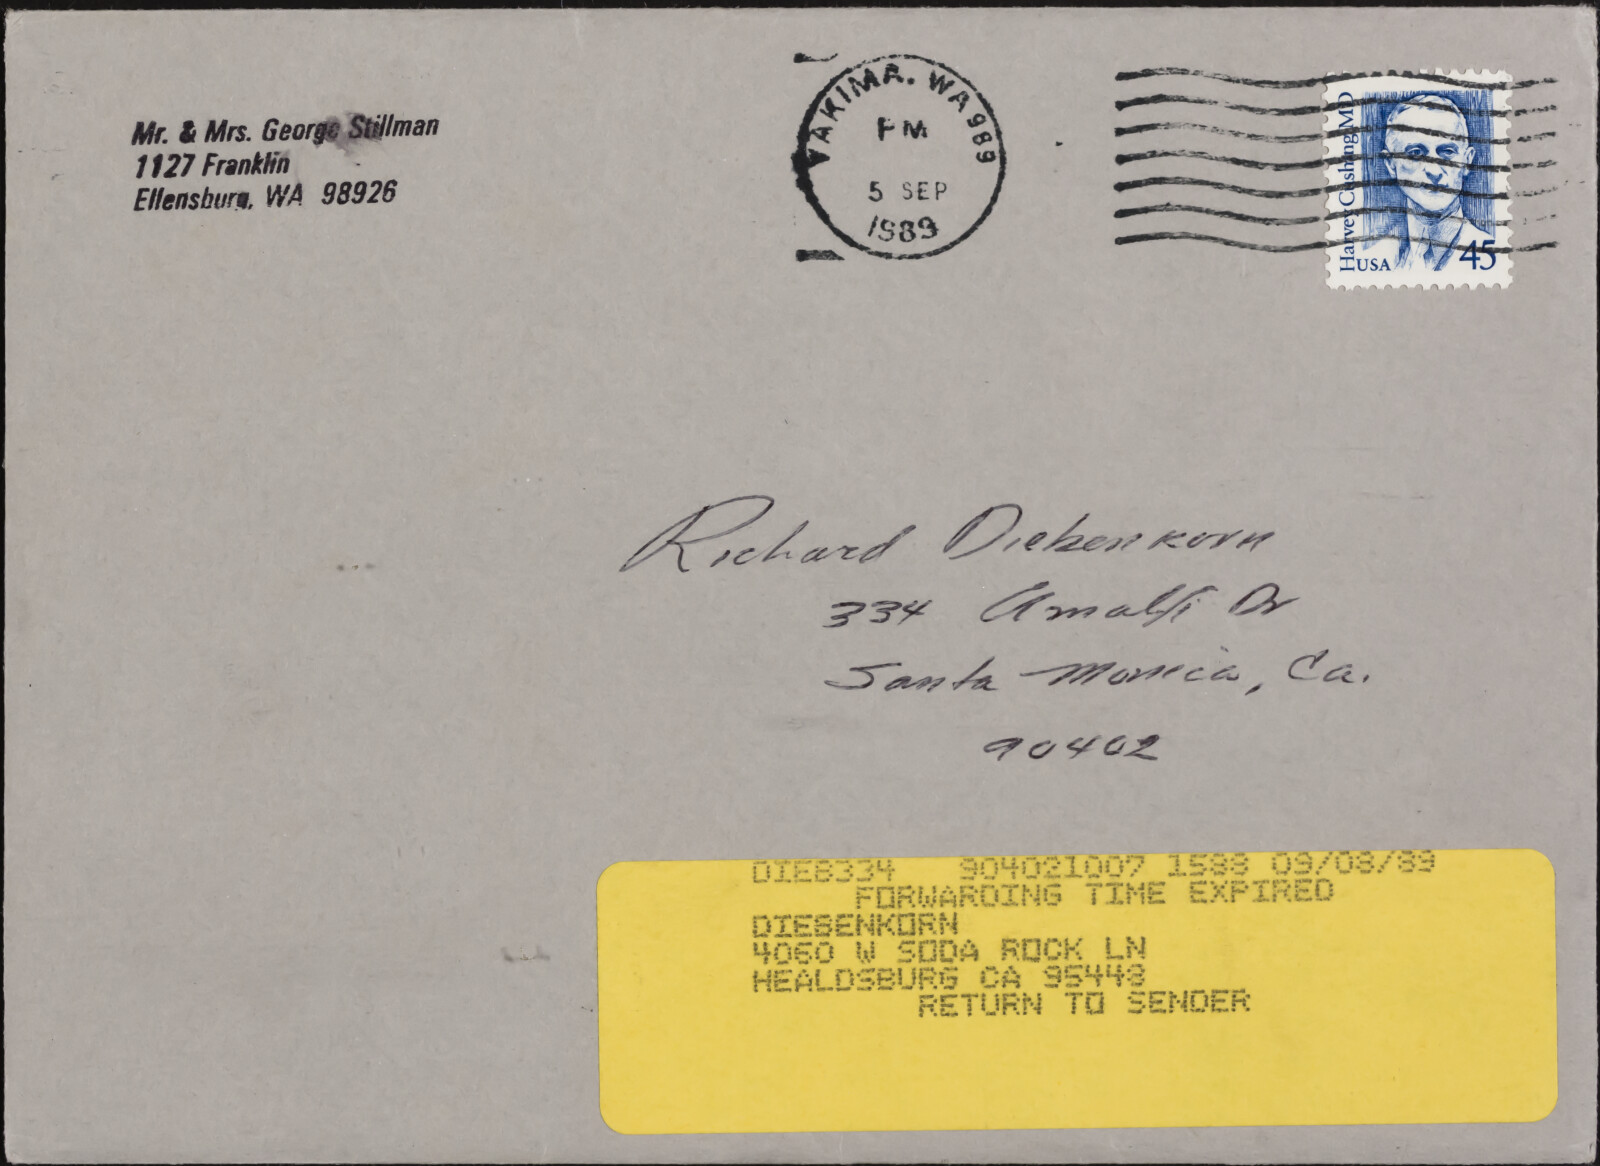 Mr. & Mrs. George Stillman
1127 Franklin
Ellensburg, WA 98926
YAKIMA, WA 989
PM
5 SEP
1989
Harvey Cushing MD
USA 45
Richard Diebenkorn
334 Amalfi Dr
Santa Monica, Ca.
90402
DIEB334 904021007 1588 09/08/89
FORWARDING TIME EXPIRED
DIEBENKORN
4060 W SODA ROCK LN
HEALDSBURG CA 95448
RETURN TO SENDER